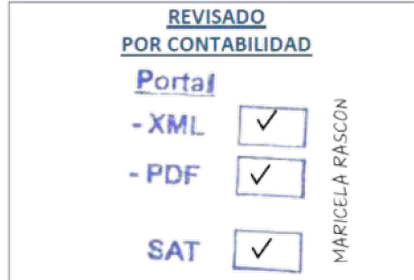 REVISADO
POR CONTABILIDAD
Portal
- XML ✓
- PDF ✓
SAT ✓
MARICELA RASCON